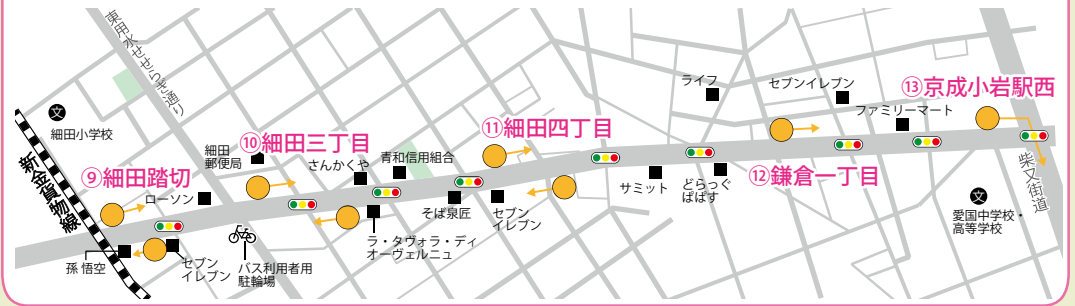 東用水せせらぎ通り
文
細田小学校
新金貨物線
⑨細田踏切
ローソン
孫 悟空
セブン
イレブン
細田
郵便局
⑩細田三丁目
さんかくや
青和信用組合
バス利用者用
駐輪場
ラ・タヴォラ・ディ
オーヴェルニュ
⑪細田四丁目
そば泉匠
セブン
イレブン
ライフ
サミット
どらっぐ
ぱぱす
セブンイレブン
ファミリーマート
⑫鎌倉一丁目
⑬京成小岩駅西
柴又街道
文
愛国中学校・
高等学校